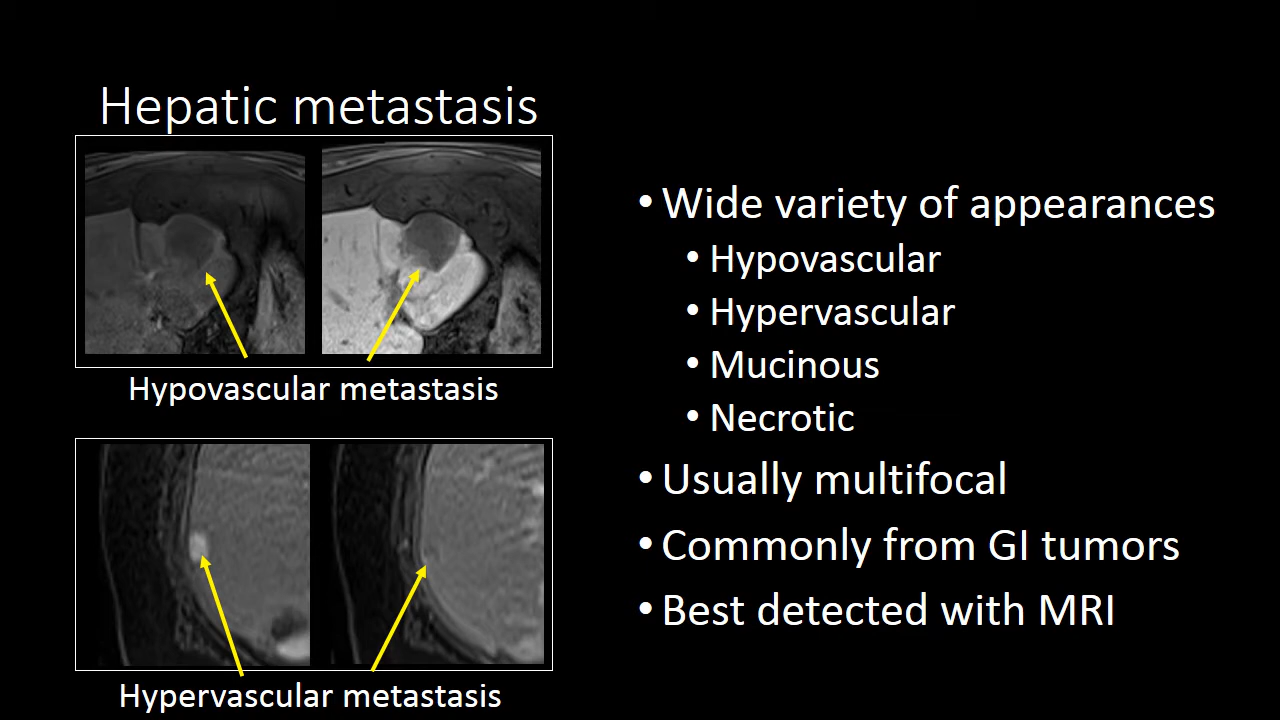 Hepatic metastasis
Hypovascular metastasis
Hypervascular metastasis
• Wide variety of appearances
• Hypovascular
• Hypervascular
• Mucinous
• Necrotic
• Usually multifocal
• Commonly from GI tumors
• Best detected with MRI